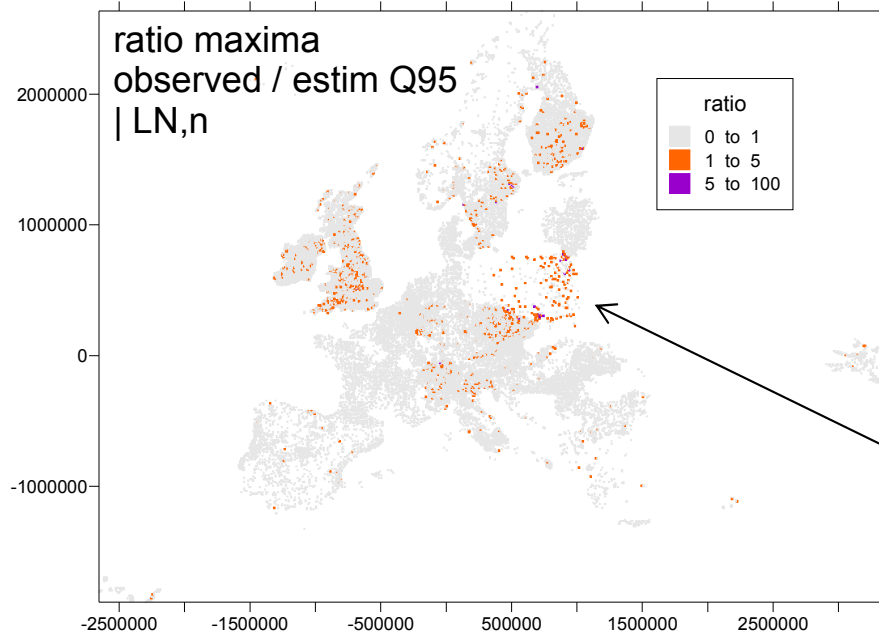 ratio maxima
observed / estim Q95
| LN,n
ratio
0 to 1
1 to 5
5 to 100
2000000
1000000
0
-1000000
-2500000 -1500000 -500000 500000 1500000 2500000